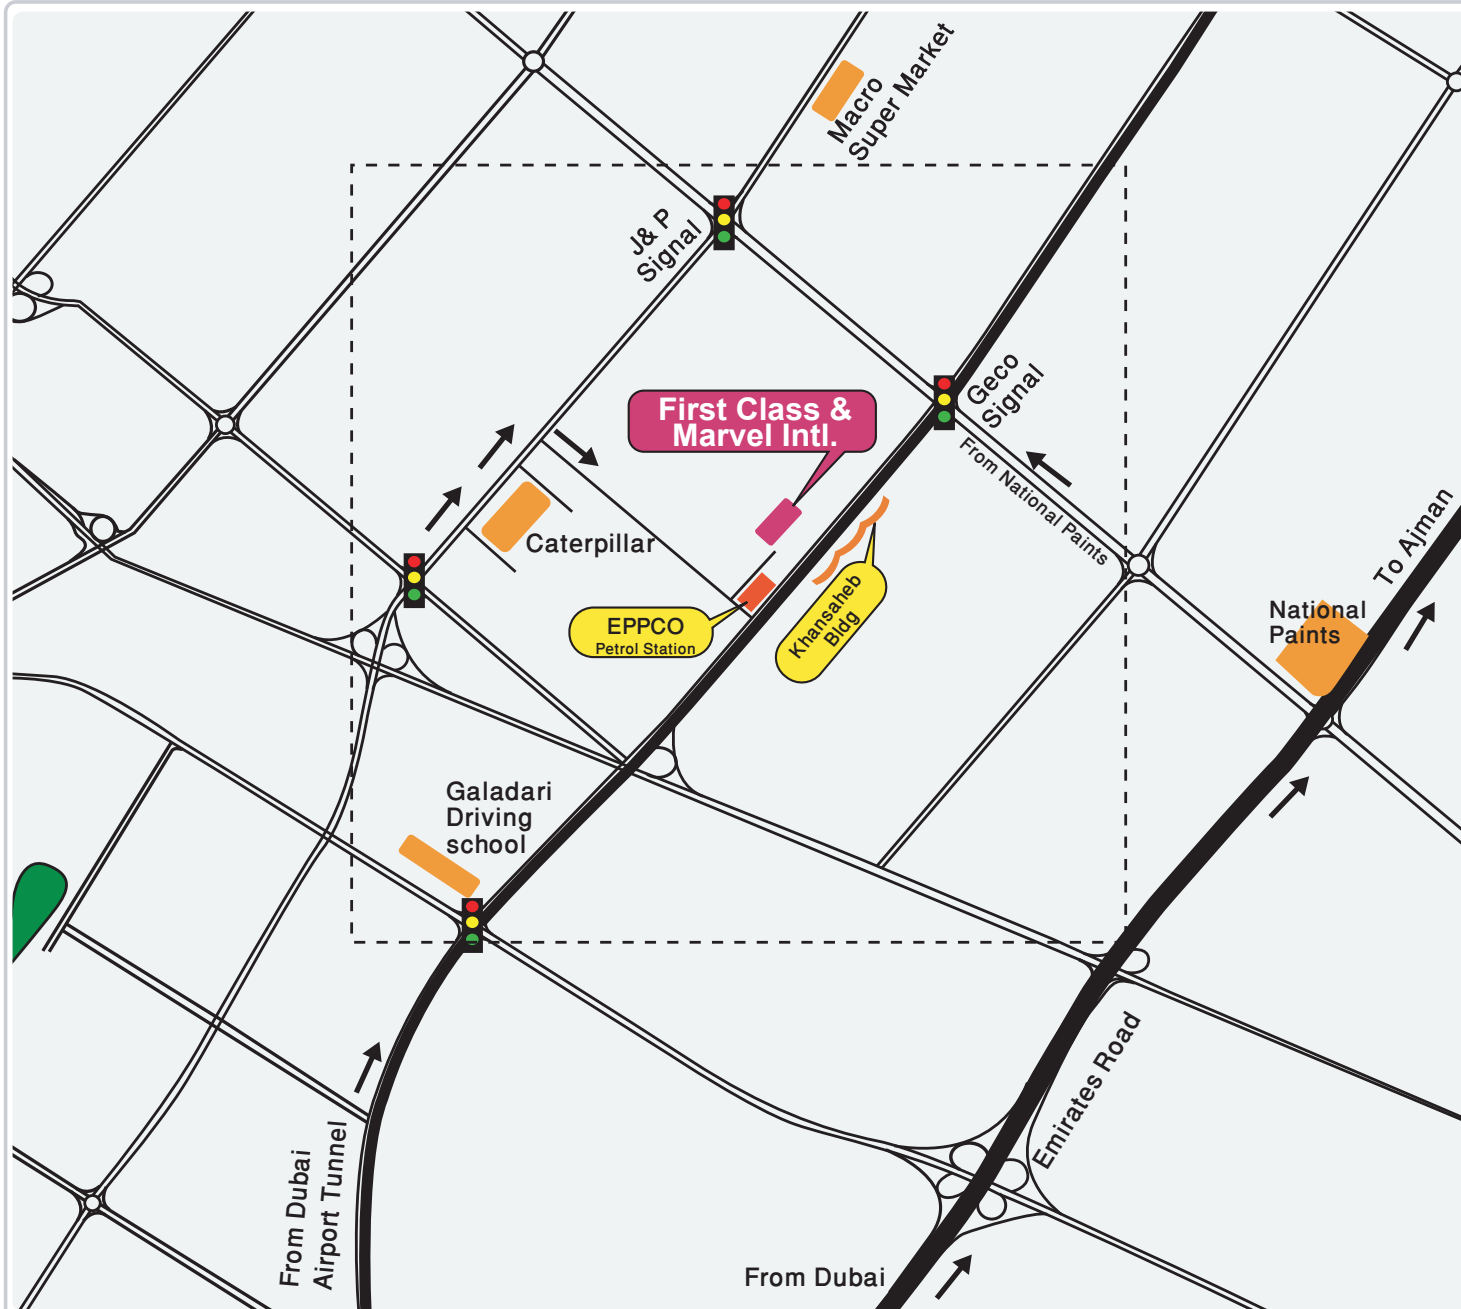 Macro
Super Market
J& P
Signal
Geco
Signal
First Class &
Marvel Intl.
From National Paints
To Ajman
Caterpillar
National
Paints
EPPCO
Petrol Station
Khansaheb
Bldg
Galadari
Driving
school
Emirates Road
From Dubai
Airport Tunnel
From Dubai